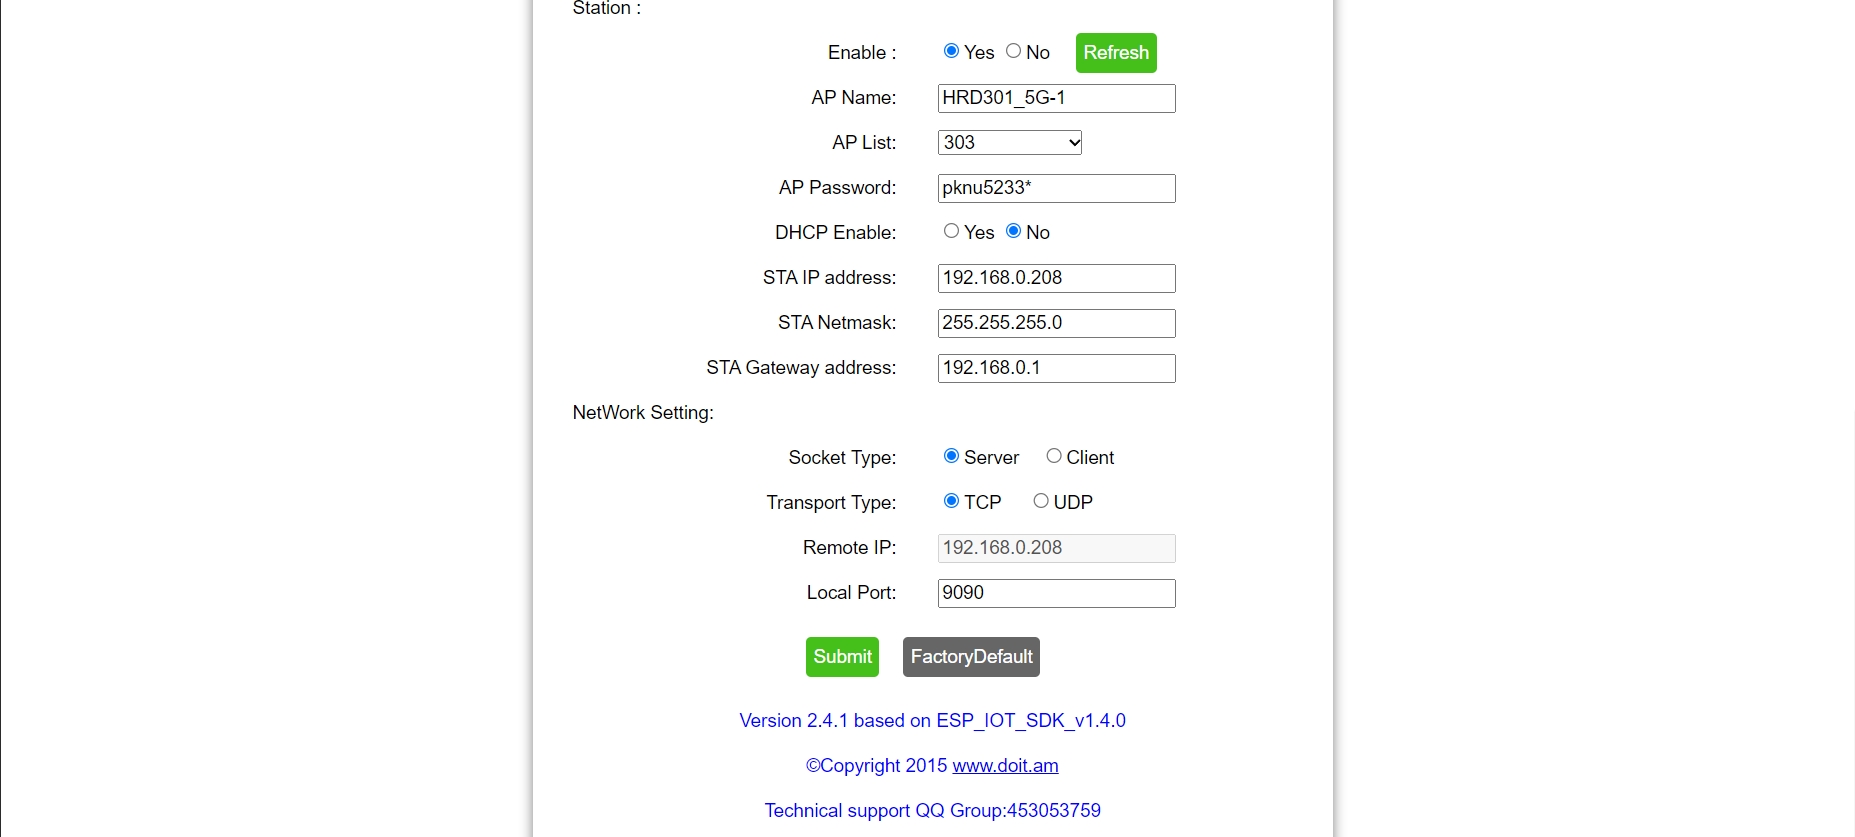 Station :
Enable : Yes No Refresh
AP Name: HRD301_5G-1
AP List: 303
AP Password: pknu5233*
DHCP Enable: Yes No
STA IP address: 192.168.0.208
STA Netmask: 255.255.255.0
STA Gateway address: 192.168.0.1
NetWork Setting:
Socket Type: Server Client
Transport Type: TCP UDP
Remote IP: 192.168.0.208
Local Port: 9090
Submit FactoryDefault
Version 2.4.1 based on ESP_IOT_SDK_v1.4.0
©Copyright 2015 www.doit.am
Technical support QQ Group:453053759